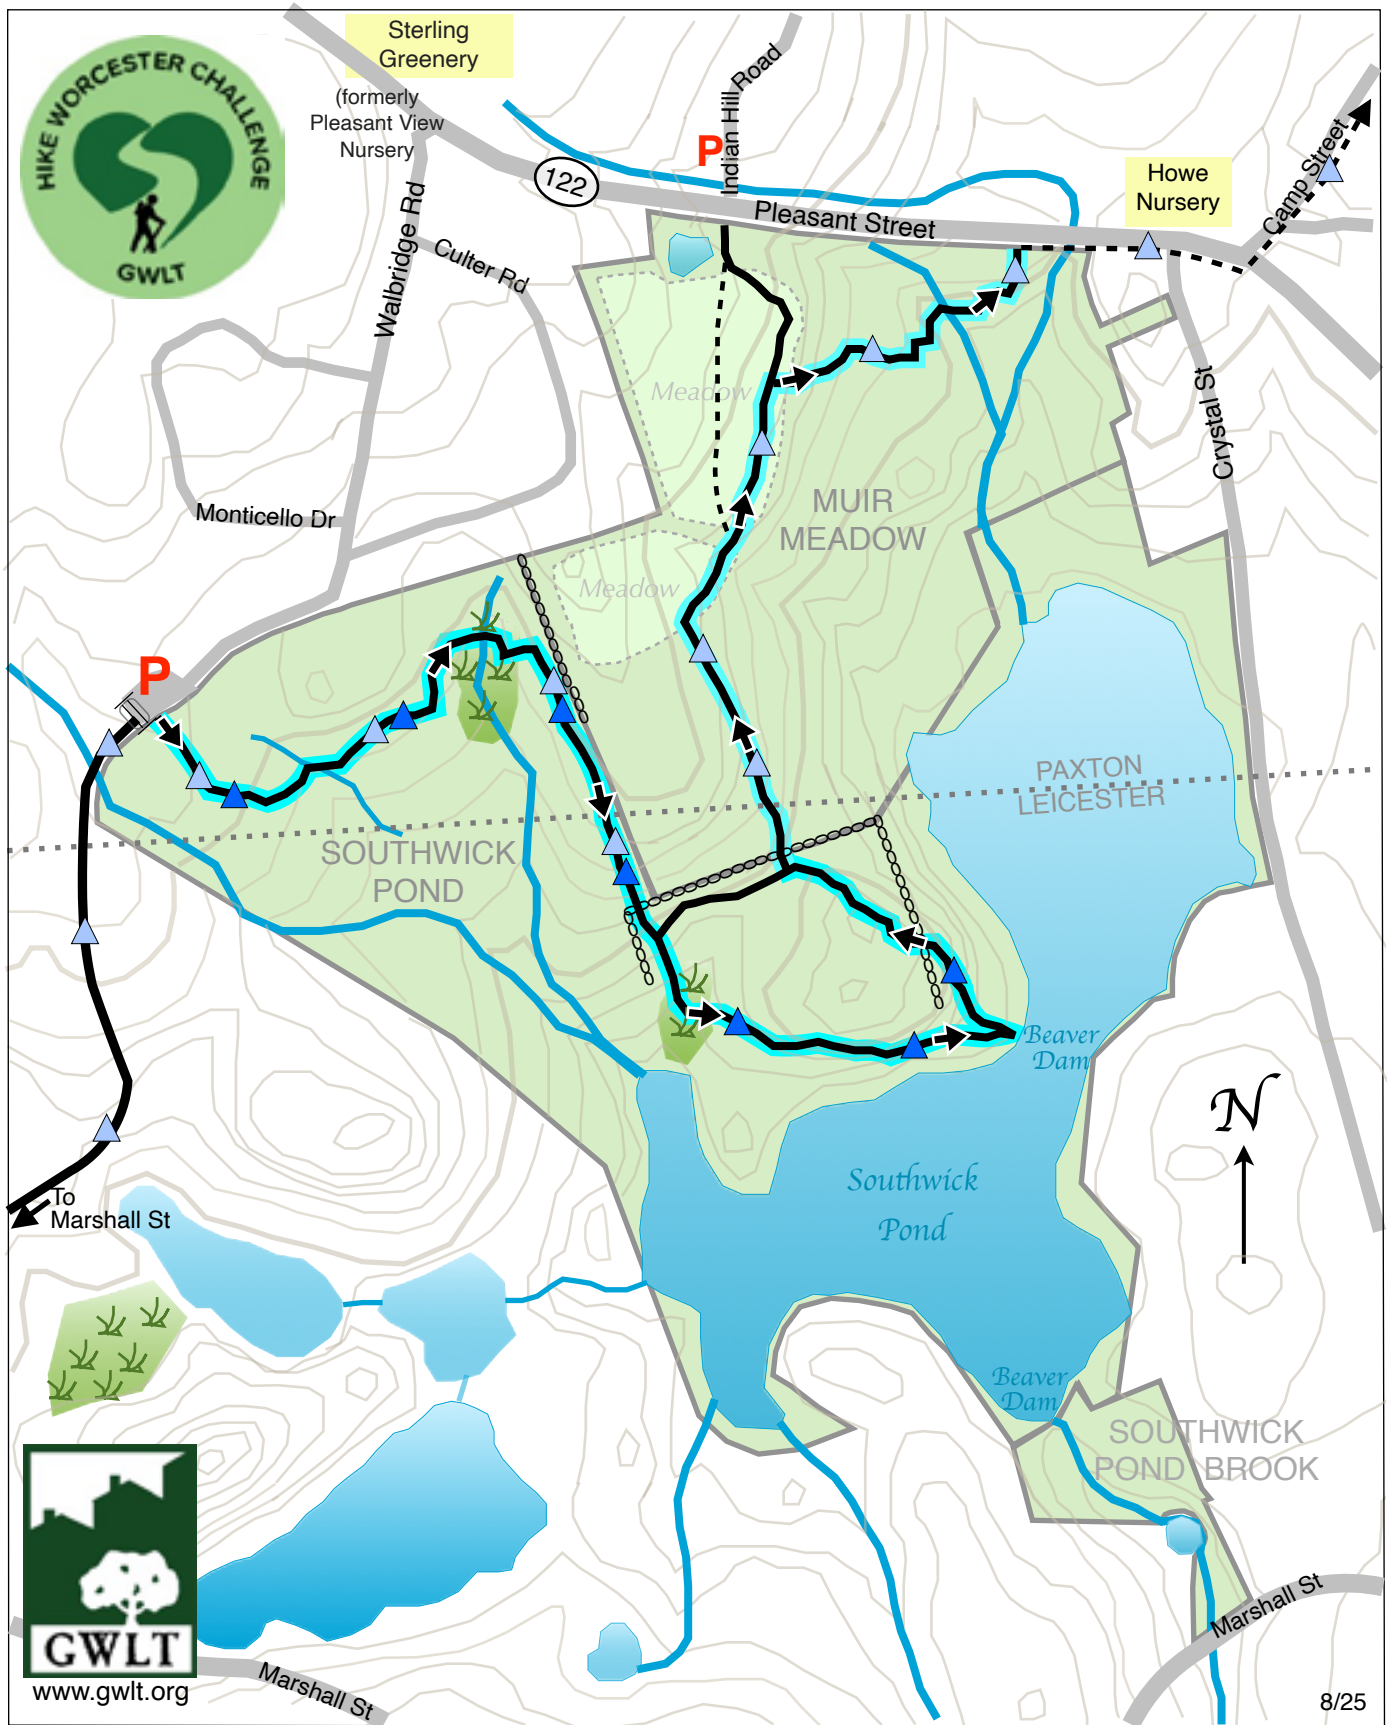 HIKE WORCESTER CHALLENGE
GWLT
Sterling
Greenery
(formerly
Pleasant View
Nursery
122
P
Indian Hill Road
Pleasant Street
Howe
Nursery
Camp Street
Walbridge Rd
Culter Rd
Crystal St
Meadow
Monticello Dr
MUIR
MEADOW
Meadow
P
PAXTON
LEICESTER
SOUTHWICK
POND
Beaver
Dam
N
To
Marshall St
Southwick
Pond
Beaver
Dam
SOUTHWICK
POND BROOK
GWLT
www.gwlt.org
Marshall St
Marshall St
8/25